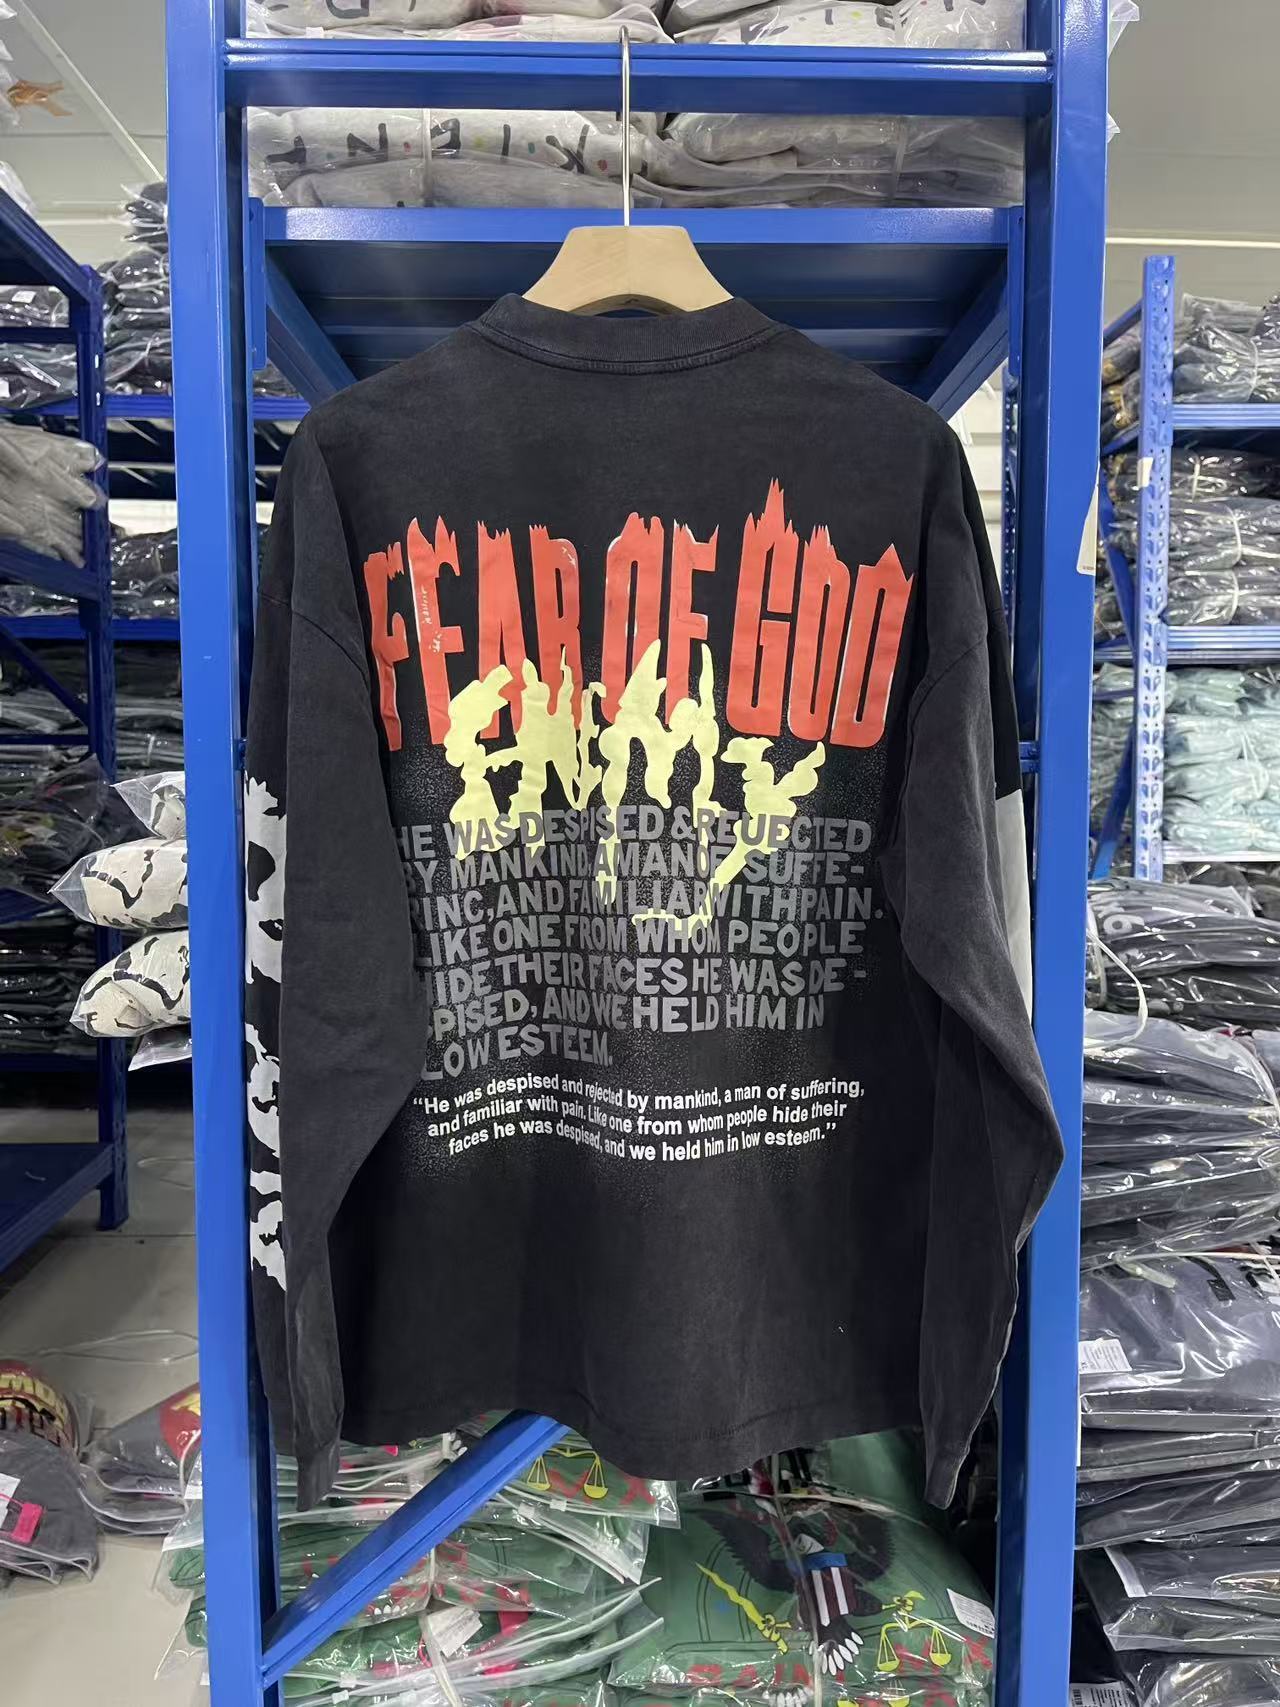 FEAR OF GOD
ENEMY
HE WAS DESPISED & REUECTED
BY MANKIND. A MAN OF SUFFE-
RINC, AND FAMILIAR WITH PAIN.
LIKE ONE FROM WHOM PEOPLE
HIDE THEIR FACES HE WAS DE-
SPISED, AND WE HELD HIM IN
LOW ESTEEM.
“He was despised and rejected by mankind, a man of suffering,
and familiar with pain. Like one from whom people hide their
faces he was despised, and we held him in low esteem.”